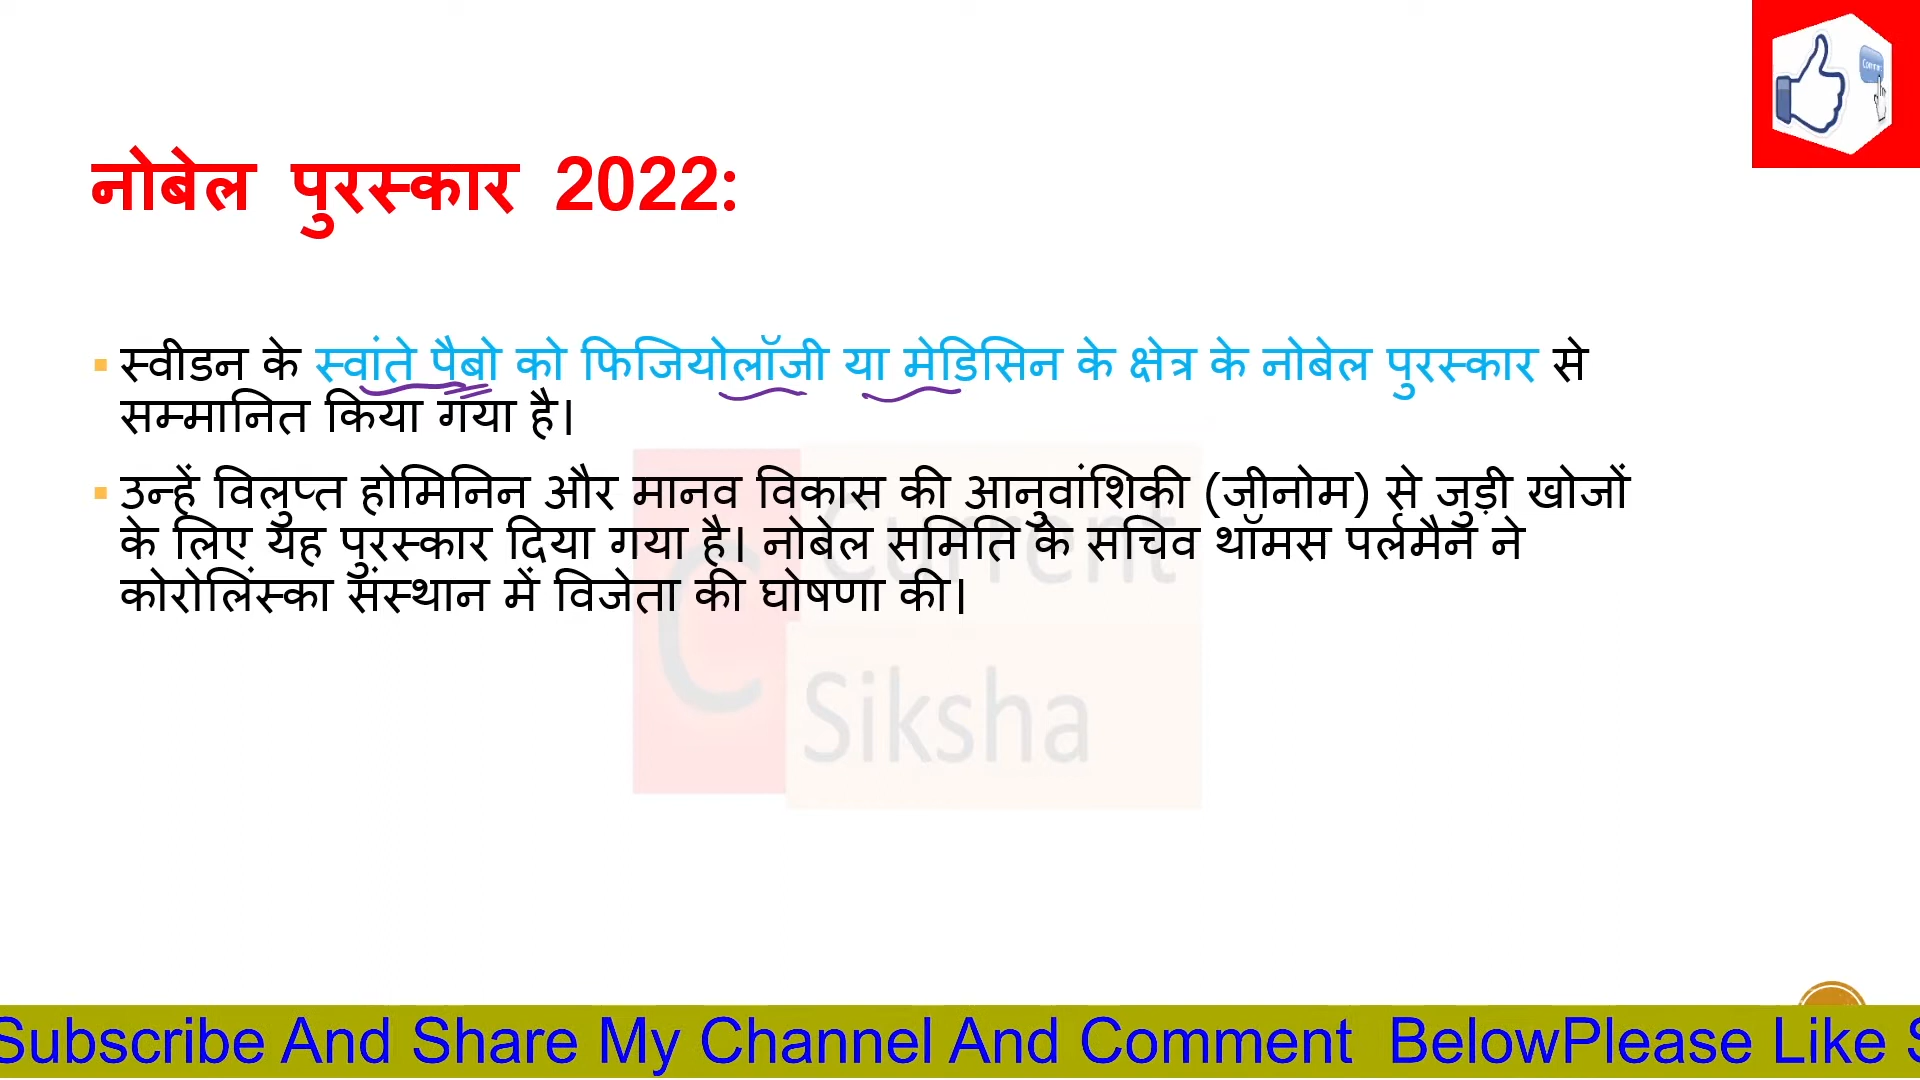 नोबेल पुरस्कार 2022:
स्वीडन के स्वांते पैबो को फिजियोलॉजी या मेडिसिन के क्षेत्र के नोबेल पुरस्कार से
सम्मानित किया गया है।
उन्हें विलुप्त होमिनिन और मानव विकास की आनुवांशिकी (जीनोम) से जुड़ी खोजों
के लिए यह पुरस्कार दिया गया है। नोबेल समिति के सचिव थॉमस पर्लमैन ने
कोरोलिंस्का संस्थान में विजेता की घोषणा की।
C Current
Siksha
Subscribe And Share My Channel And Comment BelowPlease Like S